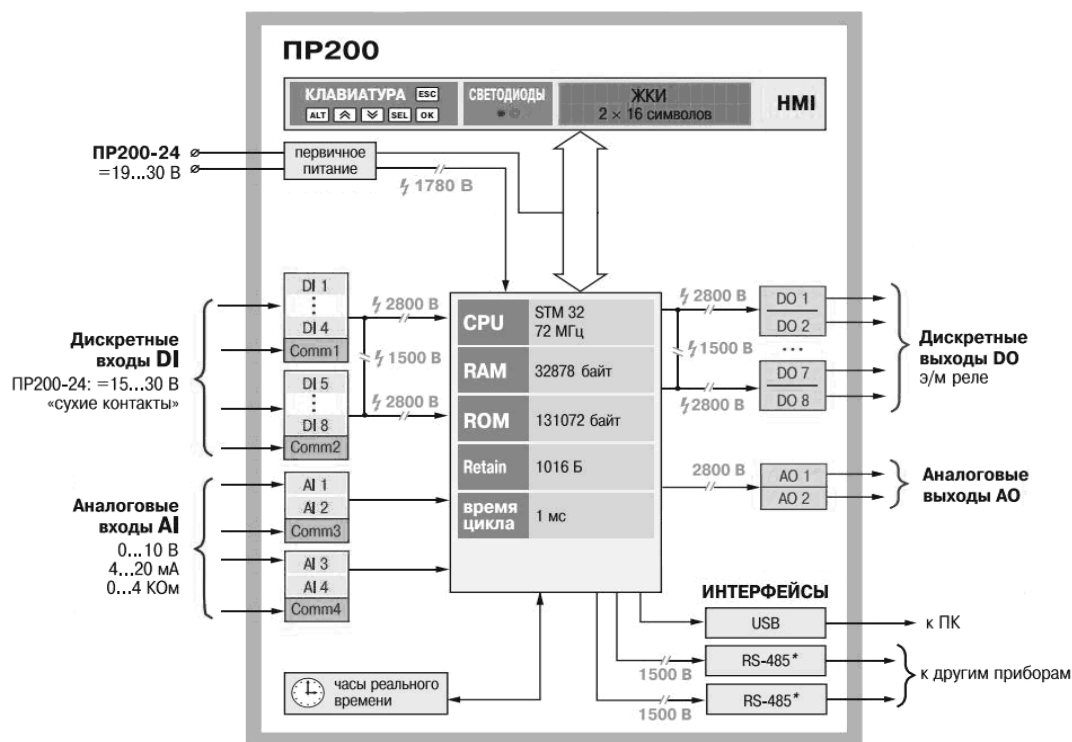 ПР200
КЛАВИАТУРА ESC
ALT SEL OK
СВЕТОДИОДЫ
ЖКИ
2 × 16 символов
HMI
ПР200-24
=19...30 В
первичное
питание
1780 В
Дискретные
входы DI
ПР200-24: =15...30 В
«сухие контакты»
DI 1
DI 4
Comm1
DI 5
DI 8
Comm2
2800 В
1500 В
2800 В
Аналоговые
входы AI
0...10 В
4...20 мА
0...4 КОм
AI 1
AI 2
Comm3
AI 3
AI 4
Comm4
CPU
STM 32
72 МГц
RAM
32878 байт
ROM
131072 байт
Retain
1016 Б
время
цикла
1 мс
2800 В
1500 В
2800 В
DO 1
DO 2
...
DO 7
DO 8
Дискретные
выходы DO
э/м реле
2800 В
AO 1
AO 2
Аналоговые
выходы AO
ИНТЕРФЕЙСЫ
USB
к ПК
1500 В
RS-485*
1500 В
RS-485*
к другим приборам
часы реального
времени